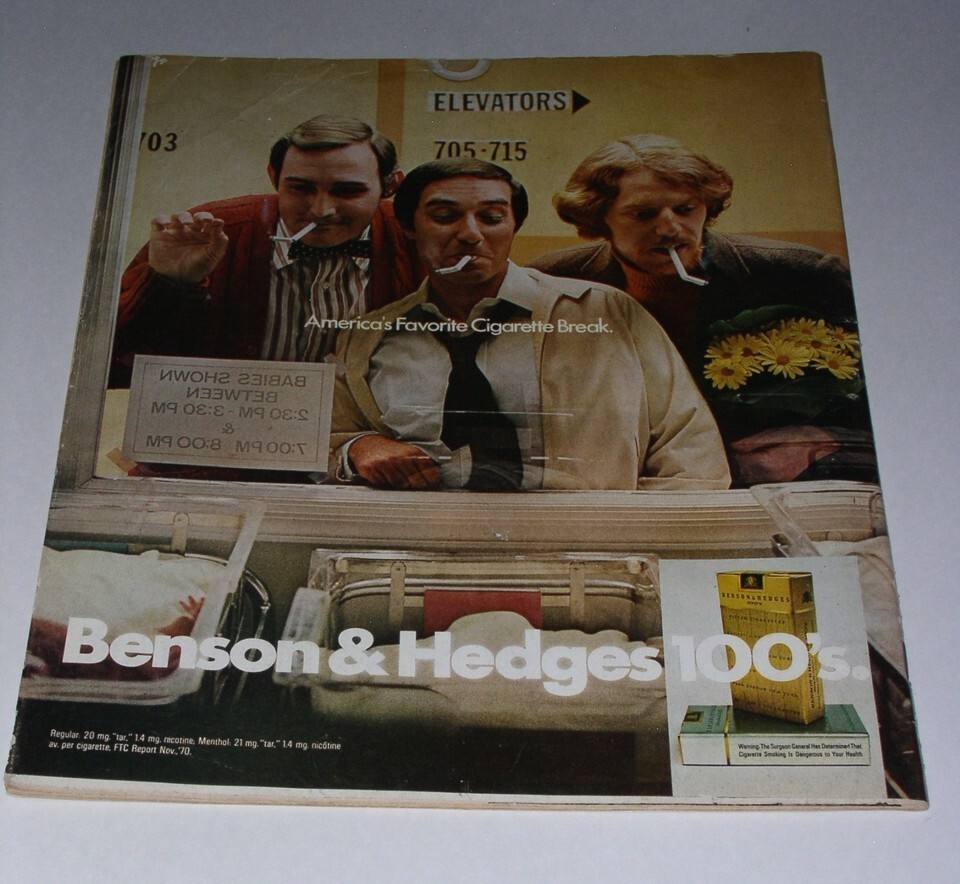 ELEVATORS
703
705-715
America's Favorite Cigarette Break.
BABIES SHOWN
BETWEEN
2:30 PM - 3:30 PM
&
7:00 PM 8:00 PM
BENSON & HEDGES
Benson & Hedges 100's.
Regular: 20 mg. "tar," 1.4 mg. nicotine; Menthol: 21 mg. "tar," 1.4 mg. nicotine
av. per cigarette, FTC Report Nov.,'70.
Warning: The Surgeon General Has Determined That
Cigarette Smoking Is Dangerous to Your Health.